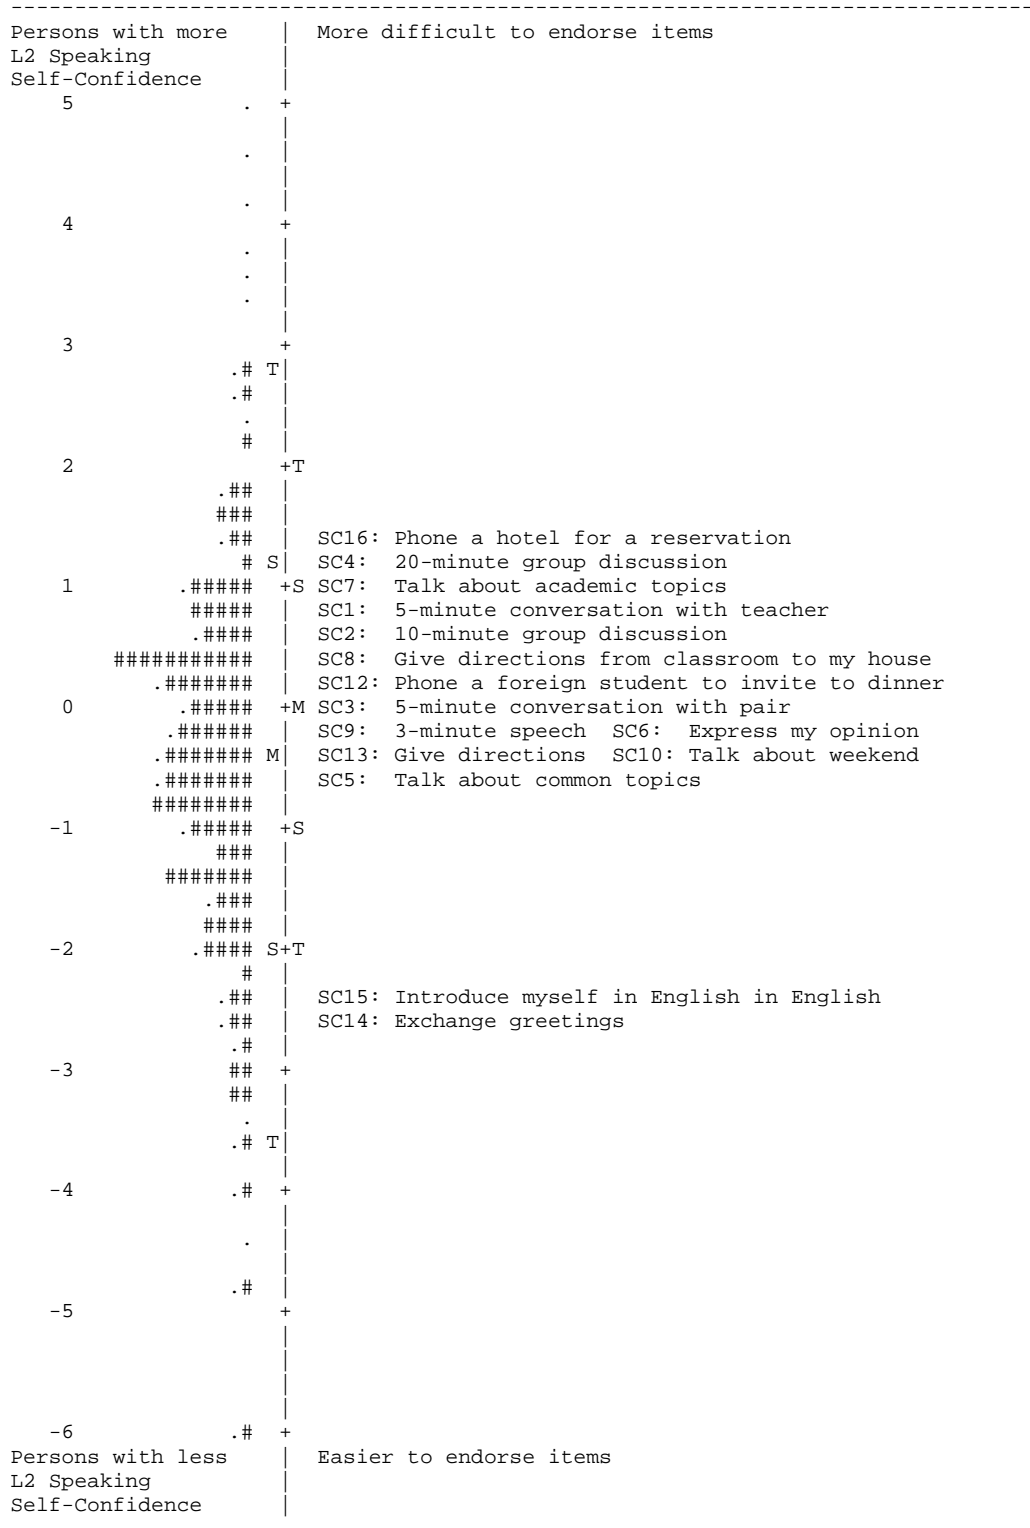 --------------------------------------------------------------------------------
Persons with more    |  More difficult to endorse items
L2 Speaking          |
Self-Confidence      |
    5             .  +
                     |
                  .  |
                     |
                  .  |
    4                +
                  .  |
                  .  |
                  .  |
                     |
    3                +
                 .# T|
                 .#  |
                  .  |
                  #  |
    2                +T
                .##  |
                ###  |
                .##  |  SC16: Phone a hotel for a reservation
                  # S|  SC4:  20-minute group discussion
    1        .#####  +S SC7:  Talk about academic topics
              #####  |  SC1:  5-minute conversation with teacher
              .####  |  SC2:  10-minute group discussion
        ###########  |  SC8:  Give directions from classroom to my house
           .#######  |  SC12: Phone a foreign student to invite to dinner
    0        .#####  +M SC3:  5-minute conversation with pair
            .######  |  SC9:  3-minute speech  SC6:  Express my opinion
           .####### M|  SC13: Give directions  SC10: Talk about weekend
           .#######  |  SC5:  Talk about common topics
           ########  |
   -1        .#####  +S
                ###  |
            #######  |
               .###  |
               ####  |
   -2         .#### S+T
                  #  |
                .##  |  SC15: Introduce myself in English in English
                .##  |  SC14: Exchange greetings
                 .#  |
   -3            ##  +
                 ##  |
                  .  |
                 .# T|
                     |
   -4            .#  +
                     |
                  .  |
                     |
                 .#  |
   -5                +
                     |
                     |
                     |
                     |
   -6            .#  +
Persons with less    |  Easier to endorse items
L2 Speaking          |
Self-Confidence      |